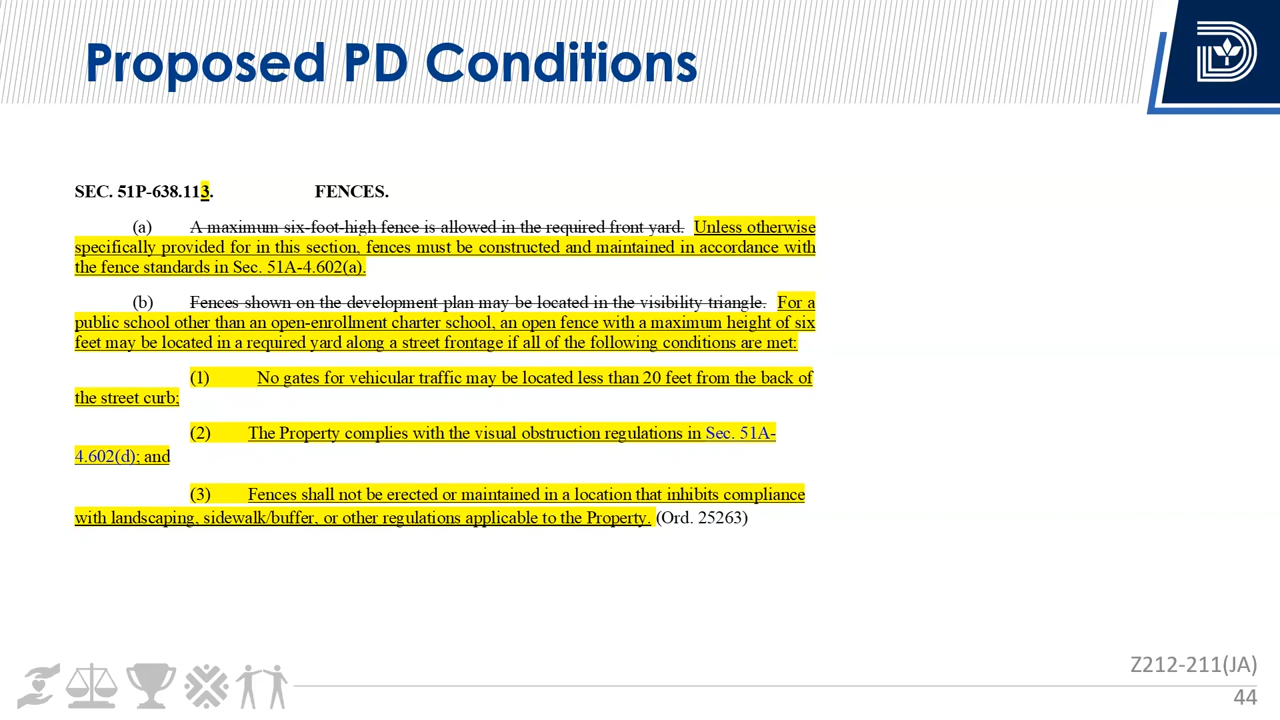 Proposed PD Conditions
SEC. 51P-638.113. FENCES.
(a) A maximum six-foot-high fence is allowed in the required front yard. Unless otherwise
specifically provided for in this section, fences must be constructed and maintained in accordance with
the fence standards in Sec. 51A-4.602(a).
(b) Fences shown on the development plan may be located in the visibility triangle. For a
public school other than an open-enrollment charter school, an open fence with a maximum height of six
feet may be located in a required yard along a street frontage if all of the following conditions are met:
(1) No gates for vehicular traffic may be located less than 20 feet from the back of
the street curb;
(2) The Property complies with the visual obstruction regulations in Sec. 51A-
4.602(d); and
(3) Fences shall not be erected or maintained in a location that inhibits compliance
with landscaping, sidewalk/buffer, or other regulations applicable to the Property. (Ord. 25263)
Z212-211(JA)
44